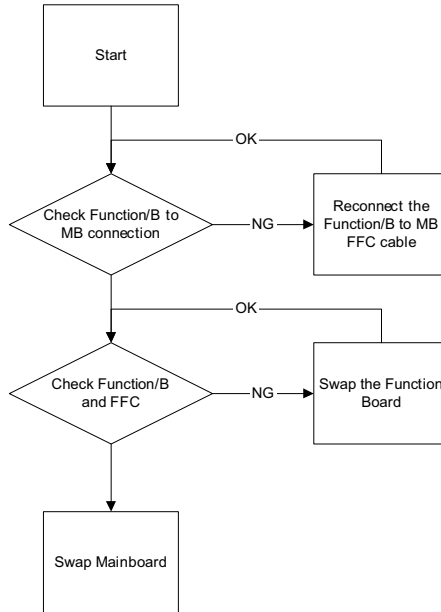 Start
OK
Check Function/B to
MB connection
NG
Reconnect the
Function/B to MB
FFC cable
OK
Check Function/B
and FFC
NG
Swap the Function
Board
Swap Mainboard